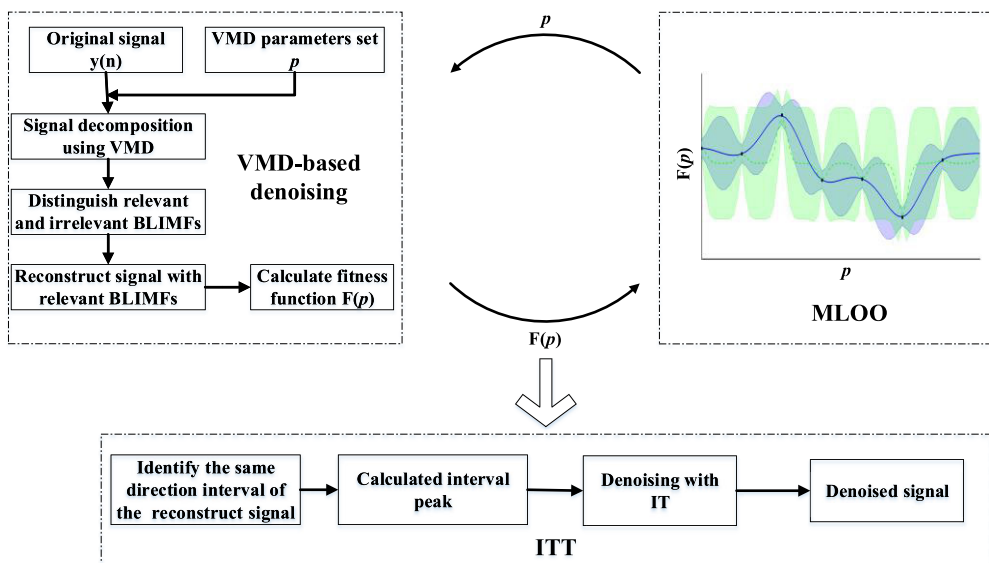 Original signal
y(n)
VMD parameters set
p
Signal decomposition
using VMD
Distinguish relevant
and irrelevant BLIMFs
Reconstruct signal with
relevant BLIMFs
Calculate fitness
function F(p)
VMD-based
denoising
p
F(p)
F(p)
p
MLOO
Identify the same
direction interval of
the reconstruct signal
Calculated interval
peak
Denoising with
IT
Denoised signal
ITT